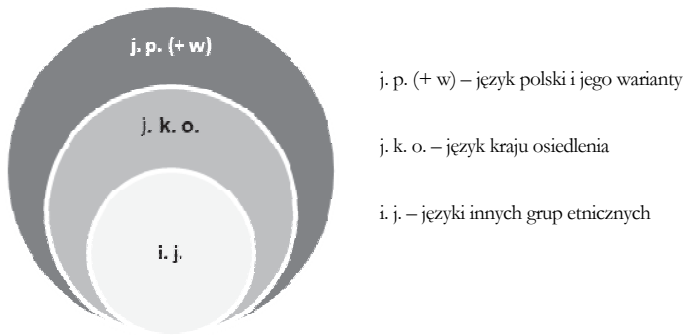 j. p. (+ w)
j. k. o.
i. j.
j. p. (+ w) – język polski i jego warianty
j. k. o. – język kraju osiedlenia
i. j. – języki innych grup etnicznych